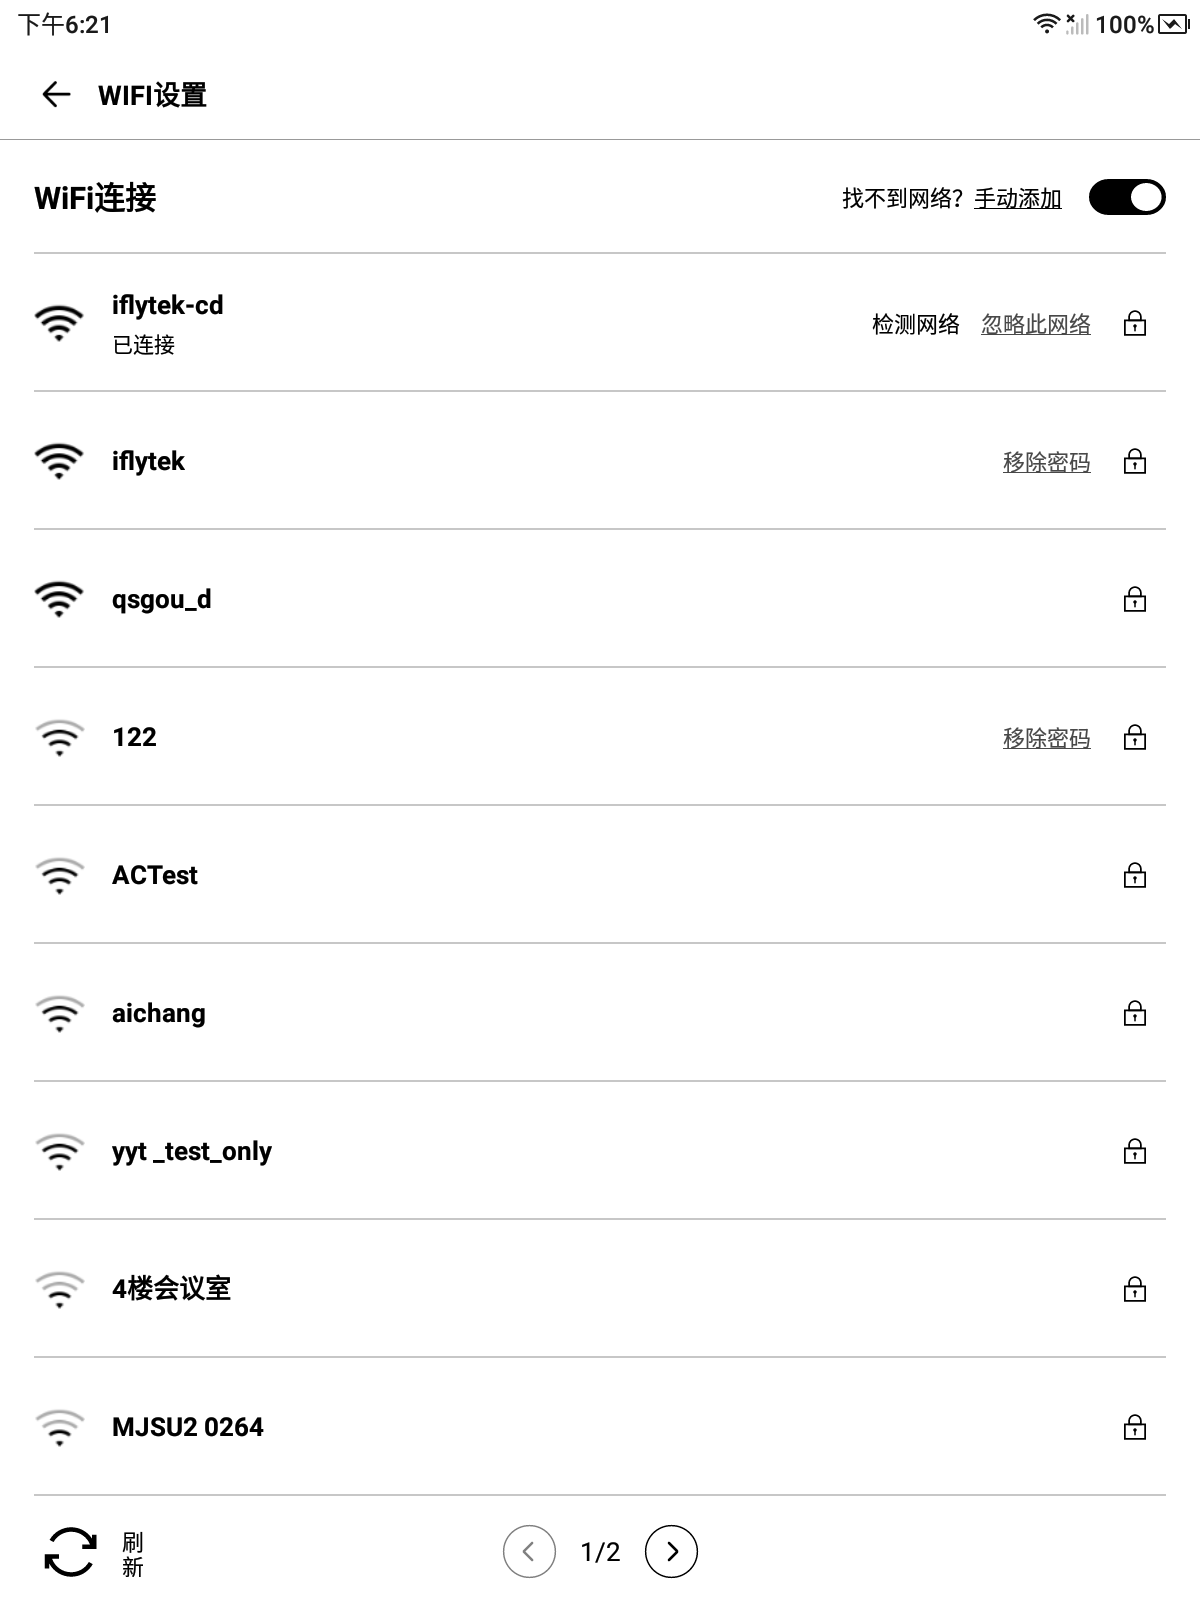 下午6:21
100%
WIFI设置
WiFi连接
找不到网络？手动添加
iflytek-cd
已连接
检测网络 忽略此网络
iflytek
移除密码
qsgou_d
122
移除密码
ACTest
aichang
yyt _test_only
4楼会议室
MJSU2 0264
刷
新
1/2